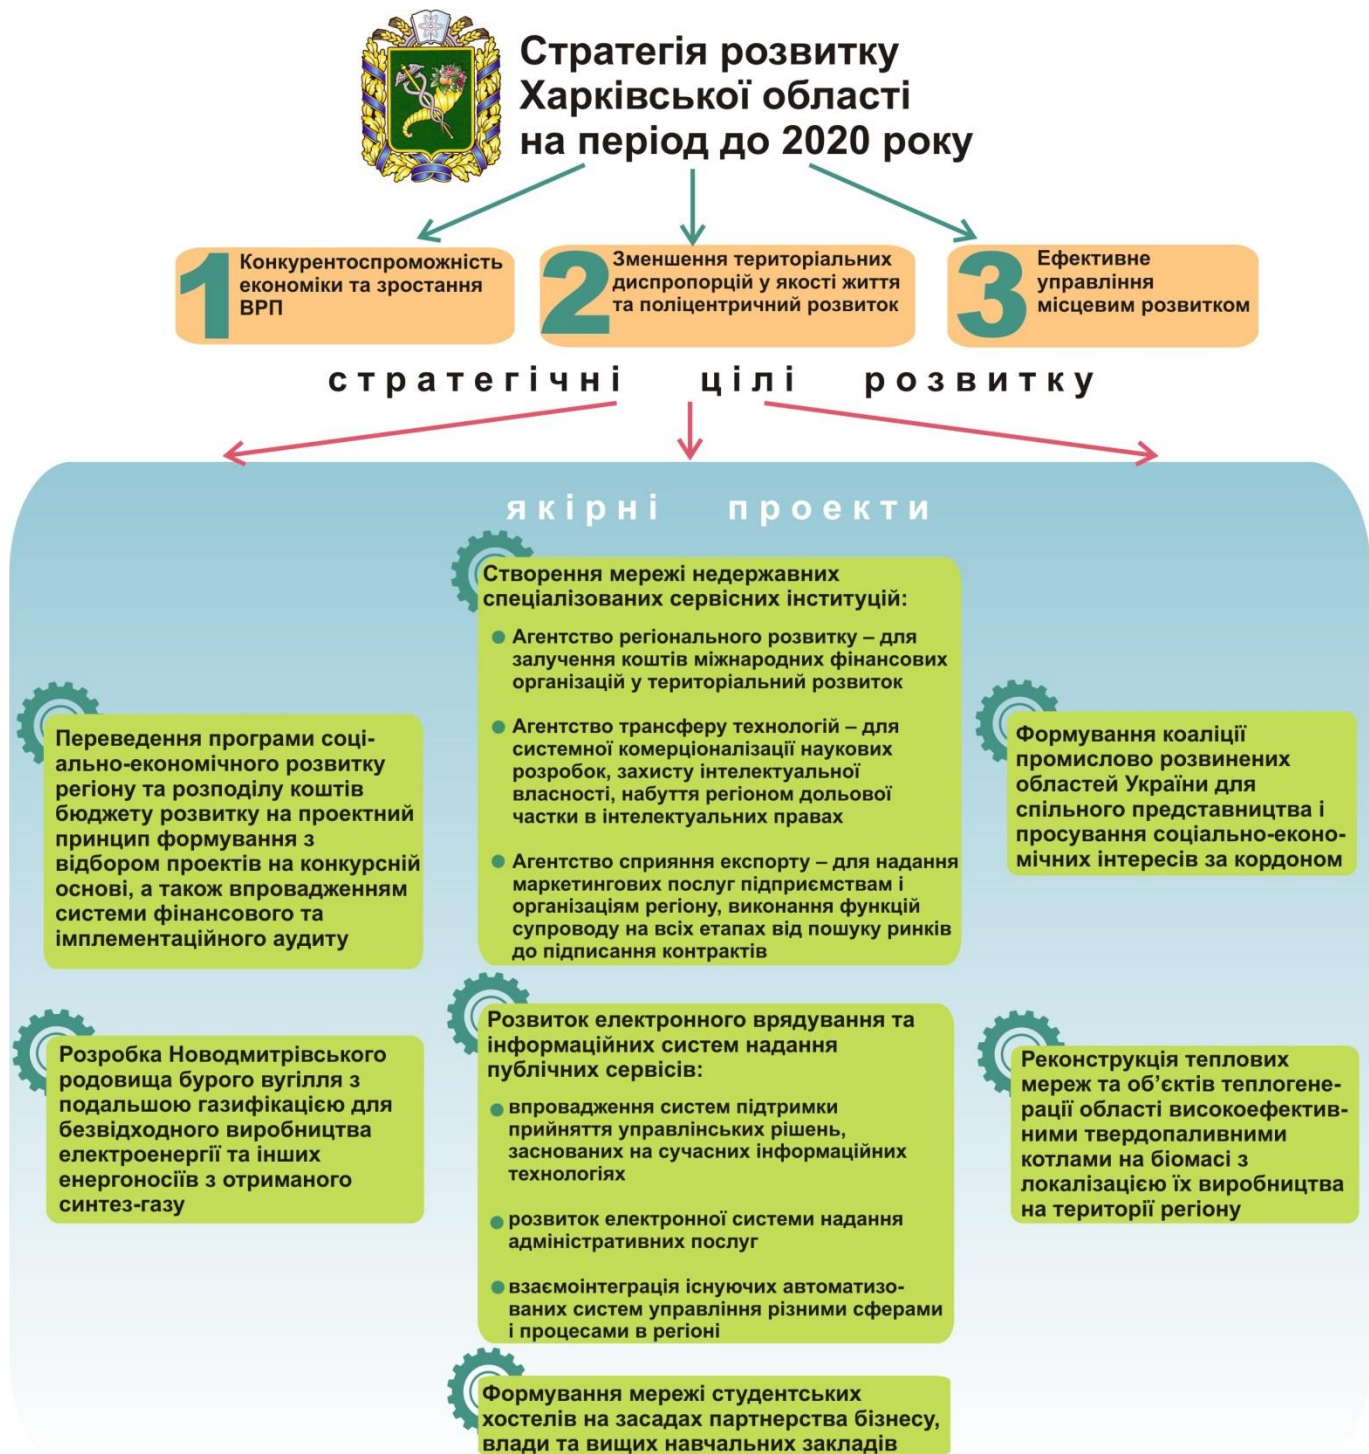 Стратегія розвитку
Харківської області
на період до 2020 року
1
Конкурентоспроможність
економіки та зростання
ВРП
2
Зменшення територіальних
диспропорцій у якості життя
та поліцентричний розвиток
3
Ефективне
управління
місцевим розвитком
стратегічні цілі розвитку
якірні проекти
Створення мережі недержавних
спеціалізованих сервісних інституцій:
Агентство регіонального розвитку – для
залучення коштів міжнародних фінансових
організацій у територіальний розвиток
Агентство трансферу технологій – для
системної комерціоналізації наукових
розробок, захисту інтелектуальної
власності, набуття регіоном дольової
частки в інтелектуальних правах
Агентство сприяння експорту – для надання
маркетингових послуг підприємствам і
організаціям регіону, виконання функцій
супроводу на всіх етапах від пошуку ринків
до підписання контрактів
Переведення програми соці-
ально-економічного розвитку
регіону та розподілу коштів
бюджету розвитку на проектний
принцип формування з
відбором проектів на конкурсній
основі, а також впровадженням
системи фінансового та
імплементаційного аудиту
Формування коаліції
промислово розвинених
областей України для
спільного представництва і
просування соціально-еконо-
мічних інтересів за кордоном
Розробка Новодмитрівського
родовища бурого вугілля з
подальшою газифікацією для
безвідходного виробництва
електроенергії та інших
енергоносіїв з отриманого
синтез-газу
Розвиток електронного врядування та
інформаційних систем надання
публічних сервісів:
впровадження систем підтримки
прийняття управлінських рішень,
заснованих на сучасних інформаційних
технологіях
розвиток електронної системи надання
адміністративних послуг
взаємоінтеграція існуючих автоматизо-
ваних систем управління різними сферами
і процесами в регіоні
Реконструкція теплових
мереж та об’єктів теплогене-
рації області високоефектив-
ними твердопаливними
котлами на біомасі з
локалізацією їх виробництва
на території регіону
Формування мережі студентських
хостелів на засадах партнерства бізнесу,
влади та вищих навчальних закладів